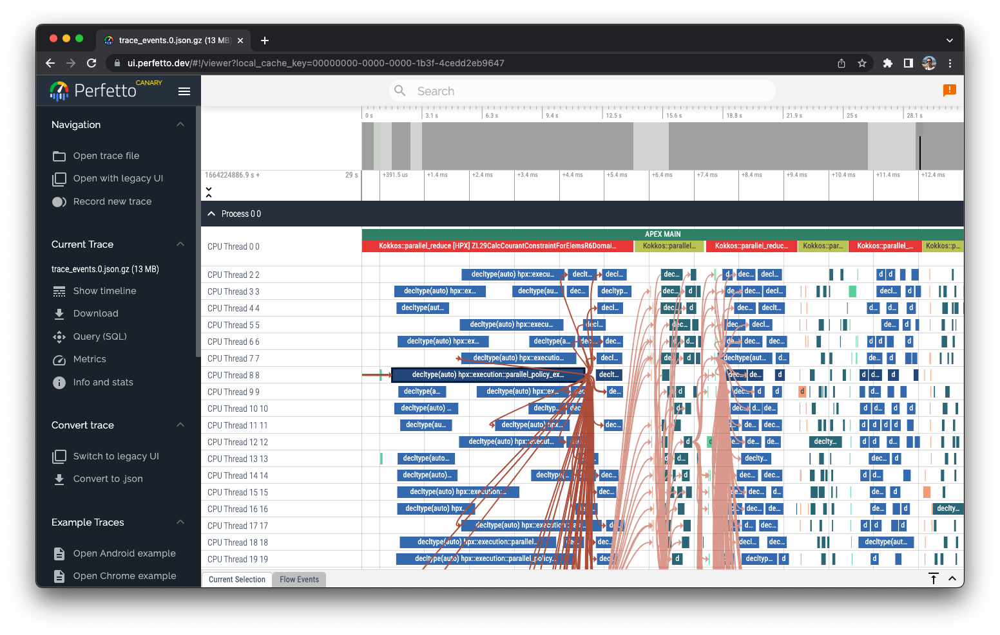 trace_events.0.json.gz (13 MB)
ui.perfetto.dev/#!/viewer?local_cache_key=00000000-0000-0000-1b3f-4cedd2eb9647
Perfetto CANARY
Search
Navigation
Open trace file
Open with legacy UI
Record new trace
Current Trace
trace_events.0.json.gz (13 MB)
Show timeline
Download
Query (SQL)
Metrics
Info and stats
Convert trace
Switch to legacy UI
Convert to .json
Example Traces
Open Android example
Open Chrome example
0 s 3.1 s 6.3 s 9.4 s 12.5 s 15.6 s 18.8 s 21.9 s 25 s 28.1 s
1664224886.9 s + 29 s +391.5 us +1.4 ms +2.4 ms +3.4 ms +4.4 ms +5.4 ms +6.4 ms +7.4 ms +8.4 ms +9.4 ms +10.4 ms +11.4 ms +12.4 ms
Process 0 0
APEX MAIN
CPU Thread 0 0 Kokkos::parallel_reduce [HPX] ZL29CalcCourantConstraintForElemsR6Domai... Kokkos::parallel... Kokkos::parallel_reduc... Kokkos::par... Kokkos::parallel_... Kokkos::p...
CPU Thread 2 2 decltype(auto) hpx::execu... declt... decl... dec... d dec... decl... d d
CPU Thread 3 3 decltype(auto) hpx::ex... decltype(au... dec... decltyp... dec... d de... dec... decl... decl... d
CPU Thread 4 4 decltype(aut... decl... dec... d dec... declt... d... d... d
CPU Thread 5 5 decltype(auto) hpx::execu... decl... dec... decl... de... d
CPU Thread 6 6 decltype(auto) hpx::ex... decltype(a... dec... dec... d... de... dec... dec... d d d
CPU Thread 7 7 decltype(auto) hpx::executio... decl... de... d decltype(aut... d... de... d
CPU Thread 8 8 decltype(auto) hpx::execution::parallel_policy_ex... declt... dec... de... d d d... d d
CPU Thread 9 9 decltype(a... decltype(auto) hpx::ex... dec... de... d d... d d d d d... d
CPU Thread 10 10 decltype(auto) ... decltyp... dec... d dec... d... de... d d... d d
CPU Thread 11 11 decltype(au... decltype(auto) hpx... dec... d de... dec... d d d d
CPU Thread 12 12 decltype(auto) hpx::execut... d d de... de... declty... d d d...
CPU Thread 13 13 decltype(auto... d... declty... dec... d
CPU Thread 14 14 decltype(auto)... decltype(... dec... d dec... dec... d d...
CPU Thread 15 15 decltype(auto) hpx::execution:... dec... de... dec... d... de... d
CPU Thread 16 16 decltype(auto) hpx... dec... d... de... d declty...
CPU Thread 17 17 decltype(auto) hpx::execution::par... d d... dec... d d d
CPU Thread 18 18 decltype(auto) hpx::execution::parallel... dec... decl... dec... decltype(aut...
CPU Thread 19 19 decltype(auto) hpx::execution::parallel_policy... dec... d decltyp... d d
Current Selection Flow Events